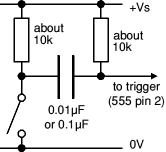 +Vs
about
10k
about
10k
to trigger
(555 pin 2)
0.01µF
or 0.1µF
0V